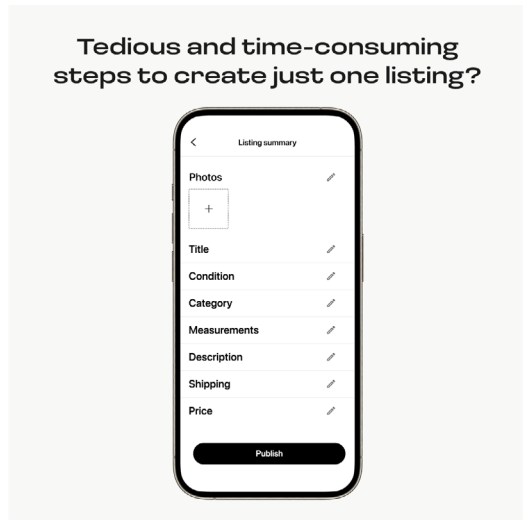 Tedious and time-consuming
steps to create just one listing?
Listing summary
Photos
Title
Condition
Category
Measurements
Description
Shipping
Price
Publish